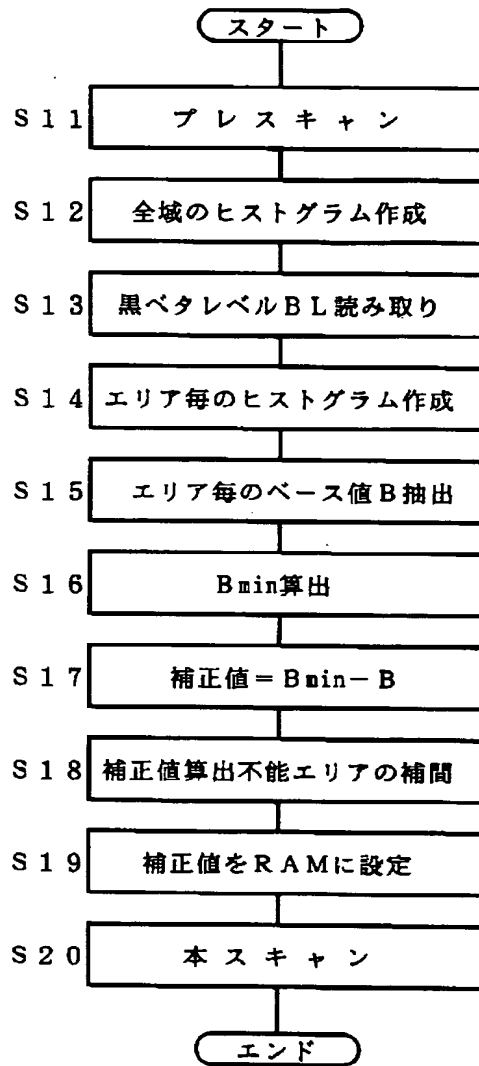 スタート
S11 プレスキャン
S12 全域のヒストグラム作成
S13 黒ベタレベルBL読み取り
S14 エリア毎のヒストグラム作成
S15 エリア毎のベース値B抽出
S16 Bmin算出
S17 補正値=Bmin-B
S18 補正値算出不能エリアの補間
S19 補正値をRAMに設定
S20 本スキャン
エンド